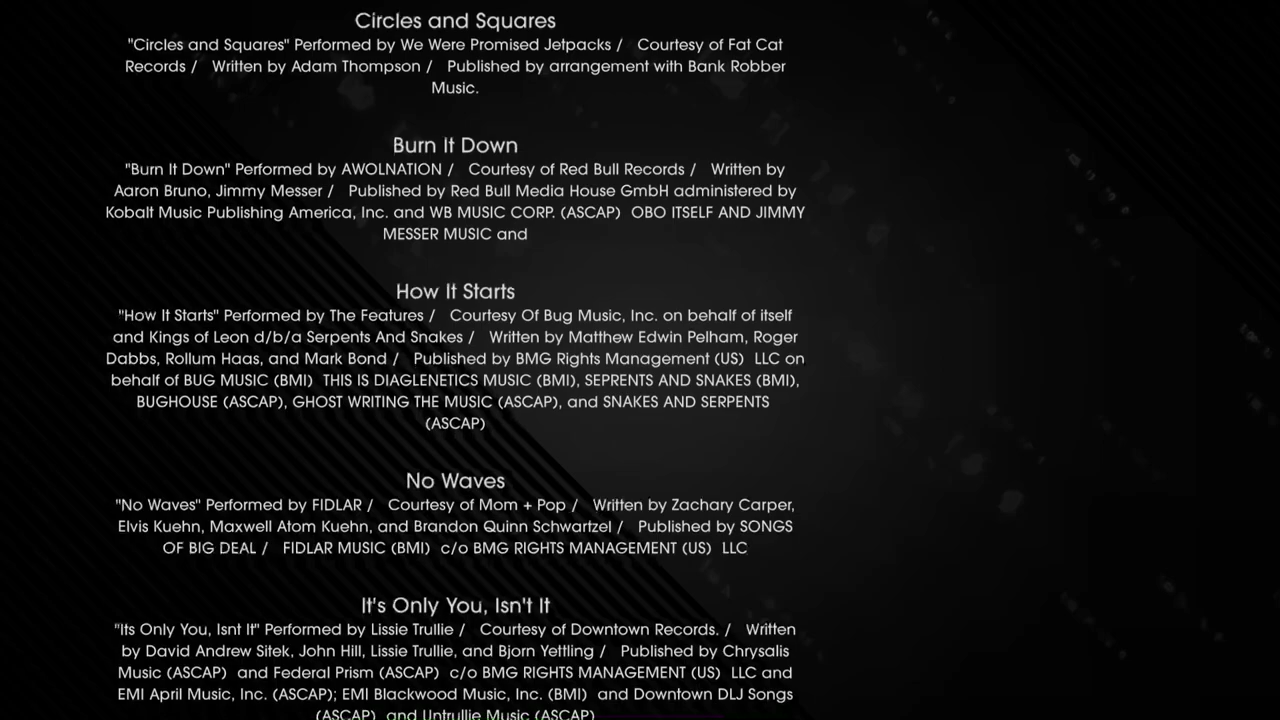 Circles and Squares
"Circles and Squares" Performed by We Were Promised Jetpacks / Courtesy of Fat Cat
Records / Written by Adam Thompson / Published by arrangement with Bank Robber
Music.
Burn It Down
"Burn It Down" Performed by AWOLNATION / Courtesy of Red Bull Records / Written by
Aaron Bruno, Jimmy Messer / Published by Red Bull Media House GmbH administered by
Kobalt Music Publishing America, Inc. and WB MUSIC CORP. (ASCAP) OBO ITSELF AND JIMMY
MESSER MUSIC and
How It Starts
"How It Starts" Performed by The Features / Courtesy Of Bug Music, Inc. on behalf of itself
and Kings of Leon d/b/a Serpents And Snakes / Written by Matthew Edwin Pelham, Roger
Dabbs, Rollum Haas, and Mark Bond / Published by BMG Rights Management (US) LLC on
behalf of BUG MUSIC (BMI) THIS IS DIAGLENETICS MUSIC (BMI), SEPRENTS AND SNAKES (BMI),
BUGHOUSE (ASCAP), GHOST WRITING THE MUSIC (ASCAP), and SNAKES AND SERPENTS
(ASCAP)
No Waves
"No Waves" Performed by FIDLAR / Courtesy of Mom + Pop / Written by Zachary Carper,
Elvis Kuehn, Maxwell Atom Kuehn, and Brandon Quinn Schwartzel / Published by SONGS
OF BIG DEAL / FIDLAR MUSIC (BMI) c/o BMG RIGHTS MANAGEMENT (US) LLC
It's Only You, Isn't It
"Its Only You, Isnt It" Performed by Lissie Trullie / Courtesy of Downtown Records. / Written
by David Andrew Sitek, John Hill, Lissie Trullie, and Bjorn Yettling / Published by Chrysalis
Music (ASCAP) and Federal Prism (ASCAP) c/o BMG RIGHTS MANAGEMENT (US) LLC and
EMI April Music, Inc. (ASCAP); EMI Blackwood Music, Inc. (BMI) and Downtown DLJ Songs
(ASCAP) and Untrullie Music (ASCAP)